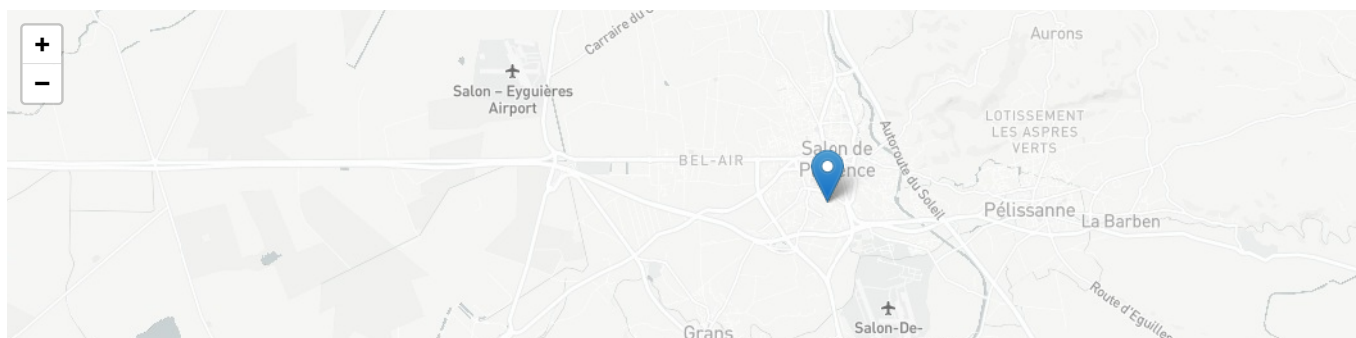 +
−
Carraire du
Aurons
Salon – Eyguières
Airport
LOTISSEMENT
LES ASPRES
VERTS
Autoroute du Soleil
Salon de
BEL-AIR
Pélissanne
La Barben
Route d'Eguilles
Salon-De-
Grans